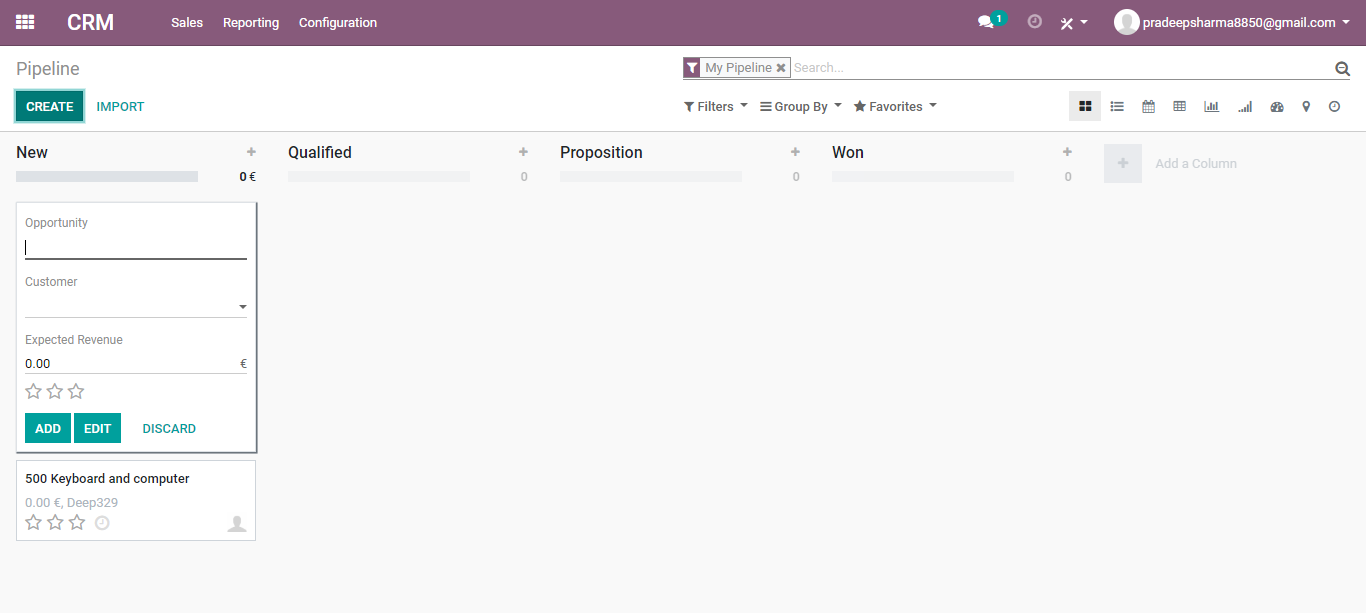 CRM Sales Reporting Configuration 1 pradeepsharma8850@gmail.com
Pipeline My Pipeline Search...
CREATE IMPORT Filters Group By Favorites
New Qualified Proposition Won Add a Column
0 € 0 0 0
Opportunity
Customer
Expected Revenue
0.00 €
ADD EDIT DISCARD
500 Keyboard and computer
0.00 €, Deep329